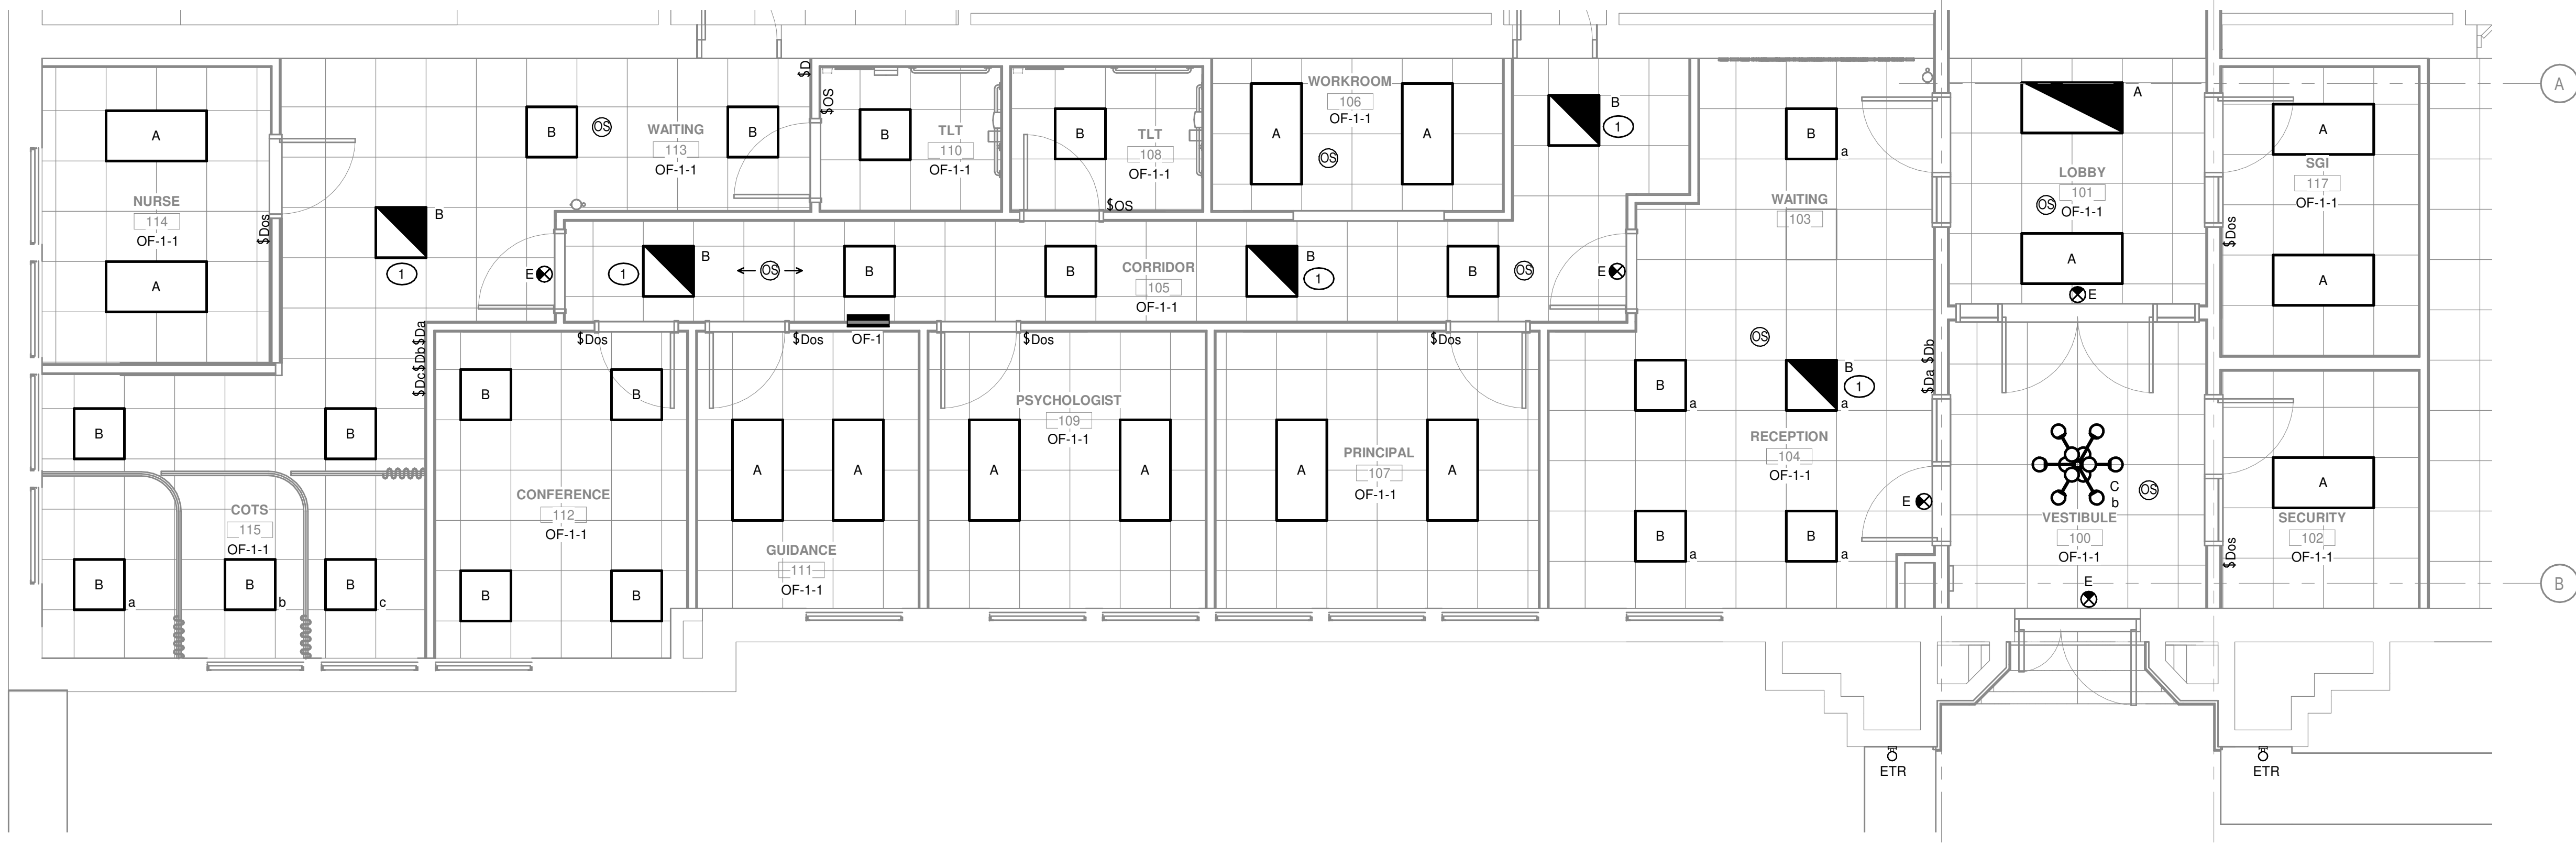 A
NURSE
114
OF-1-1
A
$Dos
B
OS
WAITING
113
OF-1-1
B
$D
B
1
E
$OS
B
TLT
110
OF-1-1
B
TLT
108
OF-1-1
$OS
A
WORKROOM
106
OF-1-1
OS
A
B
1
1
B
OS
B
B
CORRIDOR
105
OF-1-1
B
1
B
OS
E
OF-1
B
a
WAITING
103
OS
A
LOBBY
101
OF-1-1
OS
A
E
A
SGI
117
OF-1-1
A
$Dos
A
$Dc$Db$Da
B
B
COTS
115
OF-1-1
B
a
B
b
B
c
$Dos
B
B
CONFERENCE
112
OF-1-1
B
B
$Dos
A
A
GUIDANCE
111
OF-1-1
$Dos
PSYCHOLOGIST
109
OF-1-1
A
A
$Dos
A
PRINCIPAL
107
OF-1-1
A
B
a
B
1
a
$Da $Db
RECEPTION
104
OF-1-1
B
a
B
a
E
C
b
OS
VESTIBULE
100
OF-1-1
E
A
SECURITY
102
OF-1-1
$Dos
B
ETR
ETR